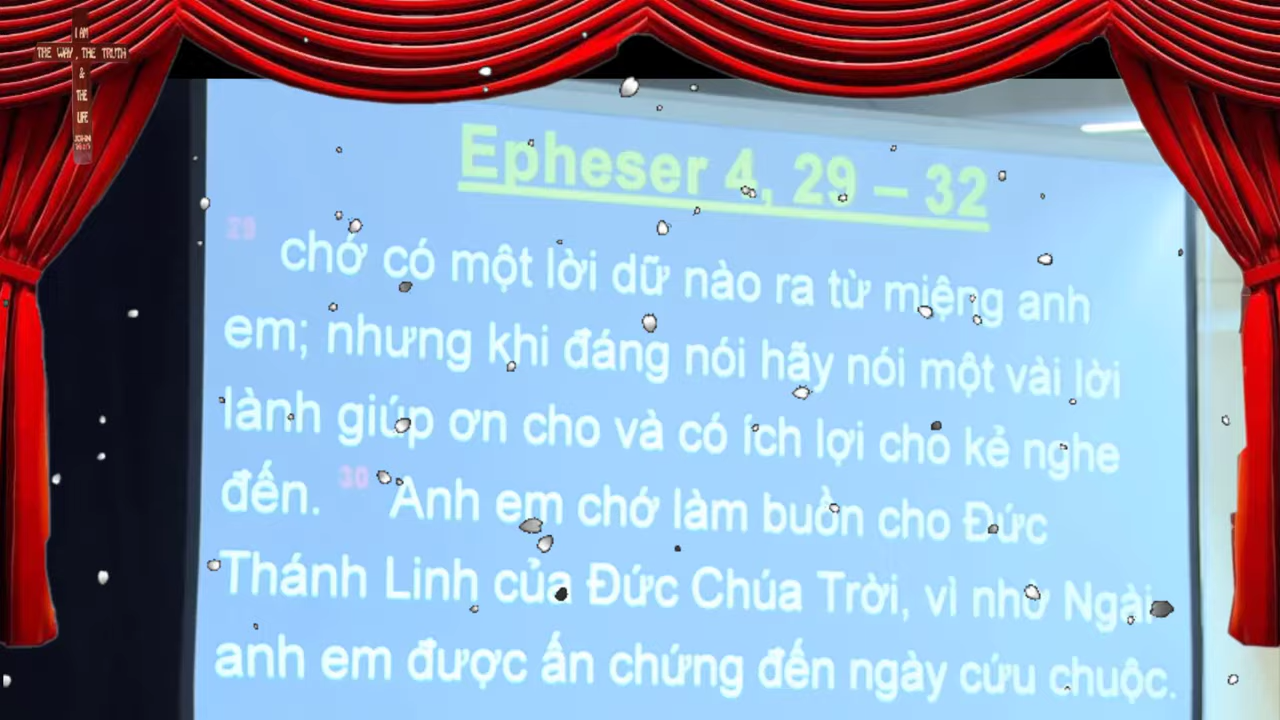 I AM
THE WAY, THE TRUTH
&
THE
LIFE
JOHN
Epheser 4, 29 – 32
29 chớ có một lời dữ nào ra từ miệng anh
em; nhưng khi đáng nói hãy nói một vài lời
lành giúp ơn cho và có ích lợi cho kẻ nghe
đến. 30 Anh em chớ làm buồn cho Đức
Thánh Linh của Đức Chúa Trời, vì nhờ Ngài
anh em được ấn chứng đến ngày cứu chuộc.